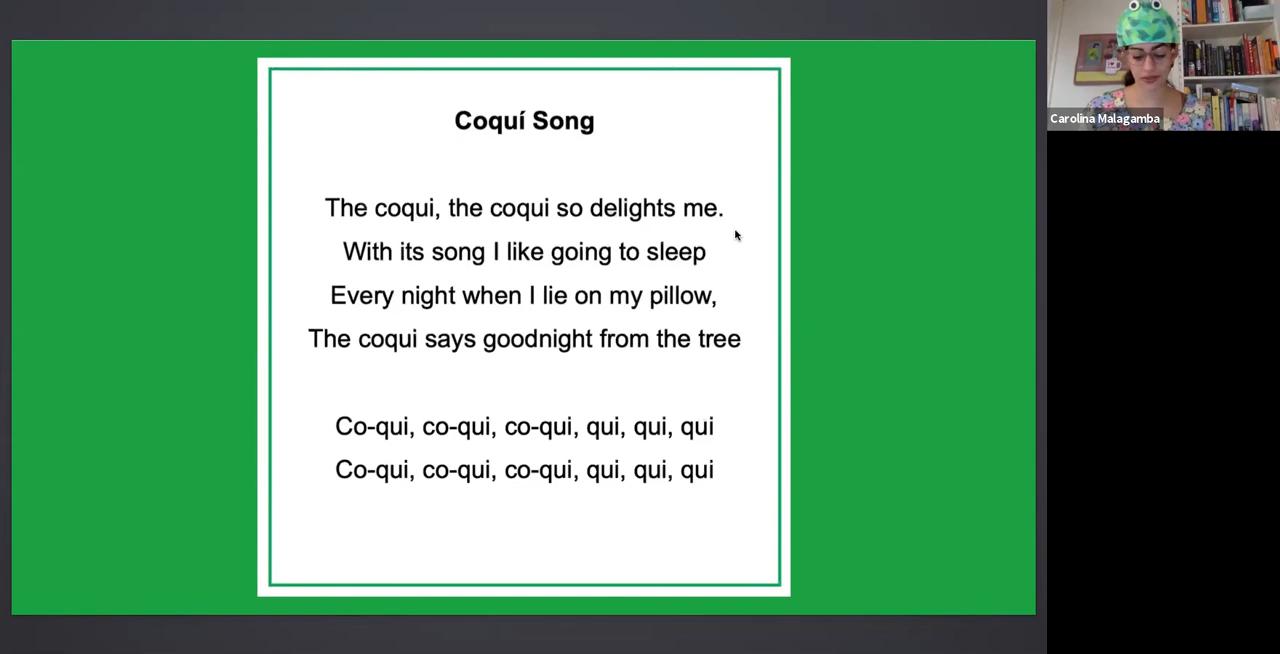 Coquí Song
The coqui, the coqui so delights me.
With its song I like going to sleep
Every night when I lie on my pillow,
The coqui says goodnight from the tree
Co-qui, co-qui, co-qui, qui, qui, qui
Co-qui, co-qui, co-qui, qui, qui, qui
Carolina Malagamba